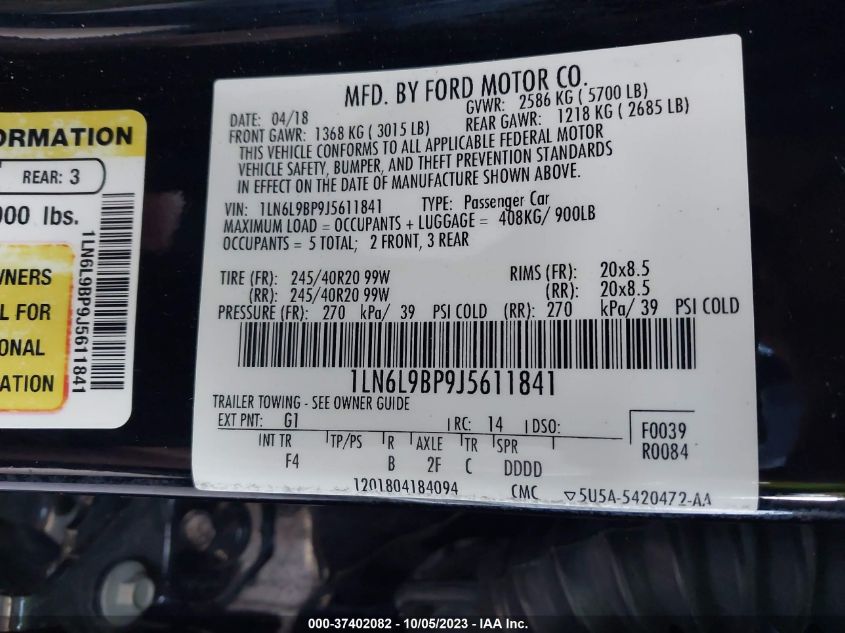 ORMATION
REAR: 3
000 lbs.
WNERS
L FOR
ONAL
ATION
1LN6L9BP9J5611841
MFD. BY FORD MOTOR CO.
DATE: 04/18 GVWR: 2586 KG ( 5700 LB)
FRONT GAWR: 1368 KG ( 3015 LB) REAR GAWR: 1218 KG ( 2685 LB)
THIS VEHICLE CONFORMS TO ALL APPLICABLE FEDERAL MOTOR
VEHICLE SAFETY, BUMPER, AND THEFT PREVENTION STANDARDS
IN EFFECT ON THE DATE OF MANUFACTURE SHOWN ABOVE.
VIN: 1LN6L9BP9J5611841 TYPE: Passenger Car
MAXIMUM LOAD = OCCUPANTS + LUGGAGE = 408KG/ 900LB
OCCUPANTS = 5 TOTAL; 2 FRONT, 3 REAR
TIRE (FR): 245/40R20 99W RIMS (FR): 20x8.5
(RR): 245/40R20 99W (RR): 20x8.5
PRESSURE (FR): 270 kPa/ 39 PSI COLD (RR): 270 kPa/ 39 PSI COLD
1LN6L9BP9J5611841
TRAILER TOWING - SEE OWNER GUIDE
EXT PNT: G1 RC: 14 DSO: F0039
R0084
INT TR TP/PS R AXLE TR SPR
F4 B 2F C DDDD
1201804184094 CMC ▽5U5A-5420472-AA
000-37402082 - 10/05/2023 - IAA Inc.